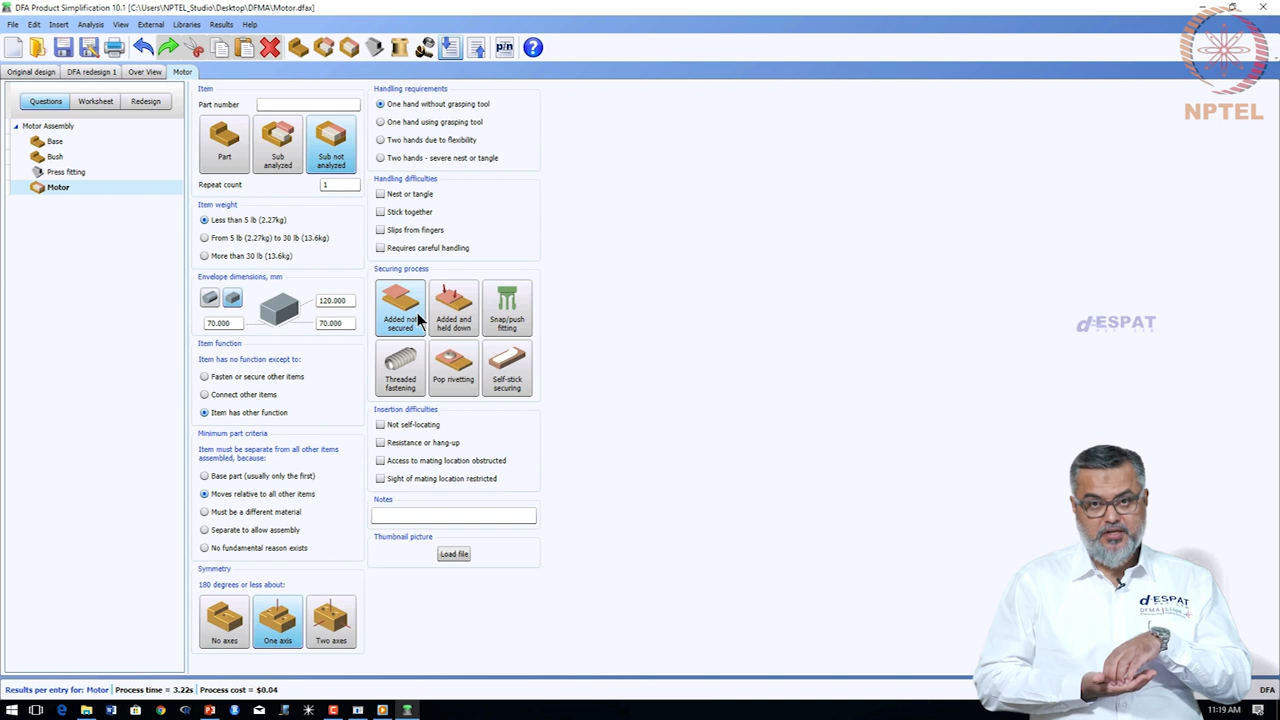 DFA Product Simplification 10.1 [C:\Users\NPTEL_Studio\Desktop\DFMA\Motor.dfax]
File Edit Insert Analysis View External Libraries Results Help
Original design DFA redesign 1 Over View Motor
Questions Worksheet Redesign
Motor Assembly
Base
Bush
Press fitting
Motor
Item
Part number
Part
Sub analyzed
Sub not analyzed
Repeat count 1
Item weight
Less than 5 lb (2.27kg)
From 5 lb (2.27kg) to 30 lb (13.6kg)
More than 30 lb (13.6kg)
Envelope dimensions, mm
120.000
70.000 70.000
Item function
Item has no function except to:
Fasten or secure other items
Connect other items
Item has other function
Minimum part criteria
Item must be separate from all other items
assembled, because:
Base part (usually only the first)
Moves relative to all other items
Must be a different material
Separate to allow assembly
No fundamental reason exists
Symmetry
180 degrees or less about:
No axes One axis Two axes
Handling requirements
One hand without grasping tool
One hand using grasping tool
Two hands due to flexibility
Two hands - severe nest or tangle
Handling difficulties
Nest or tangle
Stick together
Slips from fingers
Requires careful handling
Securing process
Added not secured
Added and held down
Snap/push fitting
Threaded fastening
Pop rivetting
Self-stick securing
Insertion difficulties
Not self-locating
Resistance or hang-up
Access to mating location obstructed
Sight of mating location restricted
Notes
Thumbnail picture
Load file
NPTEL
d-ESPAT
d-ESPAT
DFMA
Results per entry for: Motor Process time = 3.22s Process cost = $0.04 DFA
11:19 AM